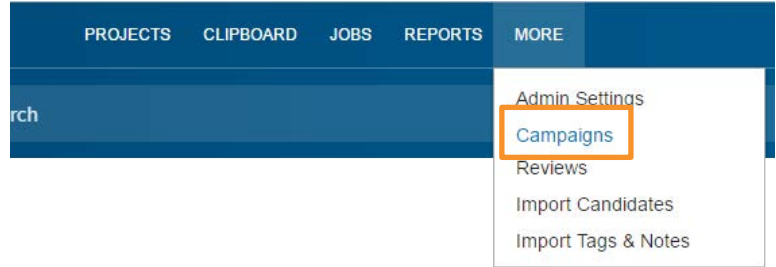 PROJECTS CLIPBOARD JOBS REPORTS MORE
rch
Admin Settings
Campaigns
Reviews
Import Candidates
Import Tags & Notes